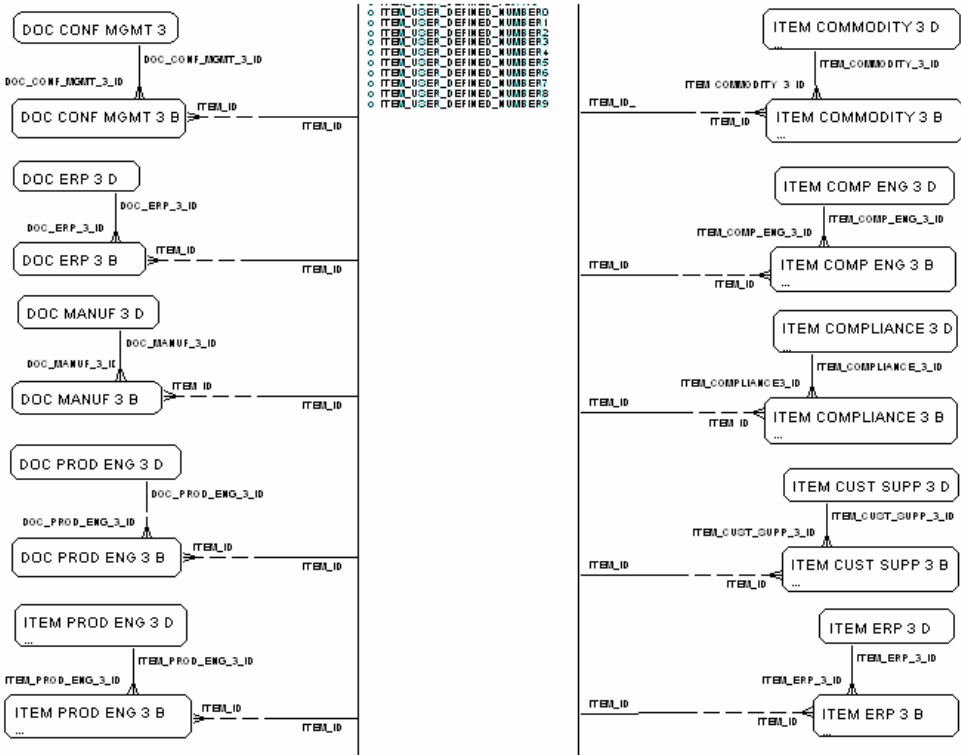 DOC CONF MGMT 3
DOC_CONF_MGMT_3_ID
DOC_CONF_MGMT_3_ID
ITEM_ID
DOC CONF MGMT 3 B
ITEM_ID
DOC ERP 3 D
DOC_ERP_3_ID
DOC_ERP_3_ID
ITEM_ID
DOC ERP 3 B
ITEM_ID
DOC MANUF 3 D
DOC_MANUF_3_ID
DOC_MANUF_3_ID
ITEM_ID
DOC MANUF 3 B
ITEM_ID
DOC PROD ENG 3 D
DOC_PROD_ENG_3_ID
DOC_PROD_ENG_3_ID
ITEM_ID
DOC PROD ENG 3 B
ITEM_ID
ITEM PROD ENG 3 D
...
ITEM_PROD_ENG_3_ID
ITEM_PROD_ENG_3_ID
ITEM_ID
ITEM PROD ENG 3 B
...
ITEM_ID
ITEM_USER_DEFINED_NUMBER0
ITEM_USER_DEFINED_NUMBER1
ITEM_USER_DEFINED_NUMBER2
ITEM_USER_DEFINED_NUMBER3
ITEM_USER_DEFINED_NUMBER4
ITEM_USER_DEFINED_NUMBER5
ITEM_USER_DEFINED_NUMBER6
ITEM_USER_DEFINED_NUMBER7
ITEM_USER_DEFINED_NUMBER8
ITEM_USER_DEFINED_NUMBER9
ITEM COMMODITY 3 D
...
ITEM_COMMODITY_3_ID
ITEM COMMODITY_3_ID
ITEM_ID_
ITEM COMMODITY 3 B
...
ITEM_ID
ITEM COMP ENG 3 D
ITEM_COMP_ENG_3_ID
ITEM_COMP_ENG_3_ID
ITEM_ID
ITEM COMP ENG 3 B
...
ITEM_ID
ITEM COMPLIANCE 3 D
...
ITEM_COMPLIANCE_3_ID
ITEM_COMPLIANCE3_ID
ITEM_ID
ITEM COMPLIANCE 3 B
...
ITEM_ID
ITEM CUST SUPP 3 D
...
ITEM_CUST_SUPP_3_ID
ITEM_CUST_SUPP_3_ID
ITEM_ID
ITEM CUST SUPP 3 B
...
ITEM_ID
ITEM ERP 3 D
ITEM_ERP_3_ID
ITEM_ERP_3_ID
ITEM_ID
ITEM ERP 3 B
...
ITEM_ID